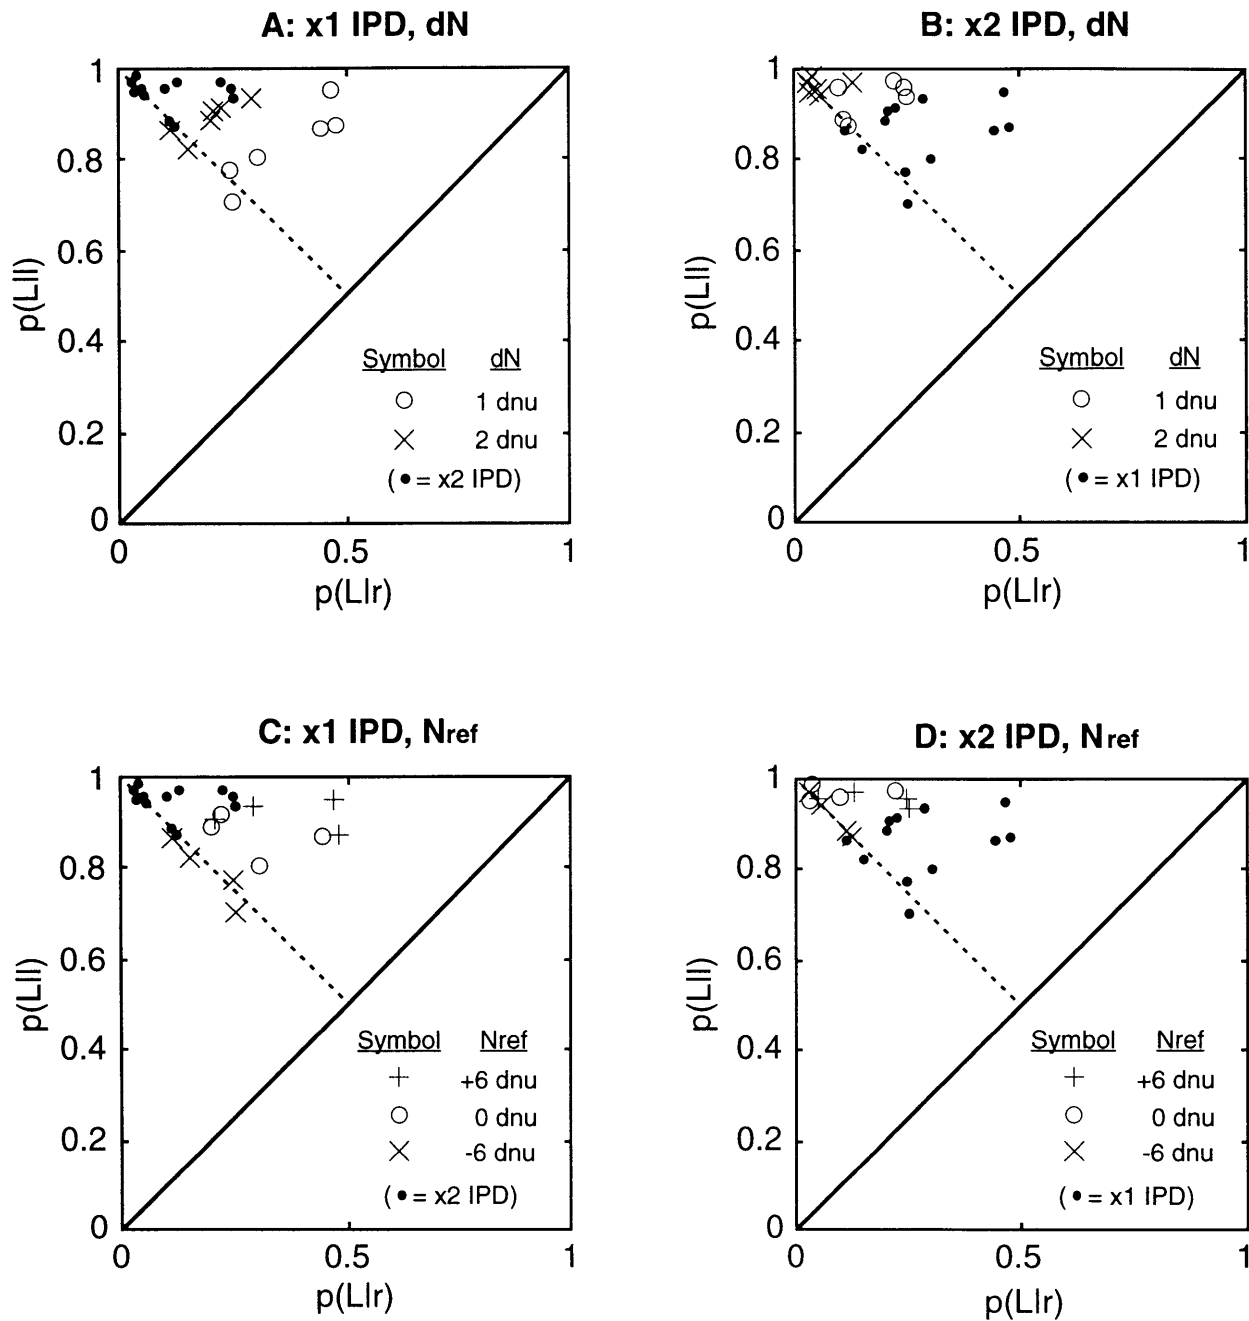 A: x1 IPD, dN
1
0.8
0.6
0.4
0.2
0
0
0.5
1
p(L|l)
p(L|r)
Symbol dN
1 dnu
2 dnu
( = x2 IPD)
B: x2 IPD, dN
1
0.8
0.6
0.4
0.2
0
0
0.5
1
p(L|l)
p(L|r)
Symbol dN
1 dnu
2 dnu
( = x1 IPD)
C: x1 IPD, Nref
1
0.8
0.6
0.4
0.2
0
0
0.5
1
p(L|l)
p(L|r)
Symbol Nref
+6 dnu
0 dnu
-6 dnu
( = x2 IPD)
D: x2 IPD, Nref
1
0.8
0.6
0.4
0.2
0
0
0.5
1
p(L|l)
p(L|r)
Symbol Nref
+6 dnu
0 dnu
-6 dnu
( = x1 IPD)